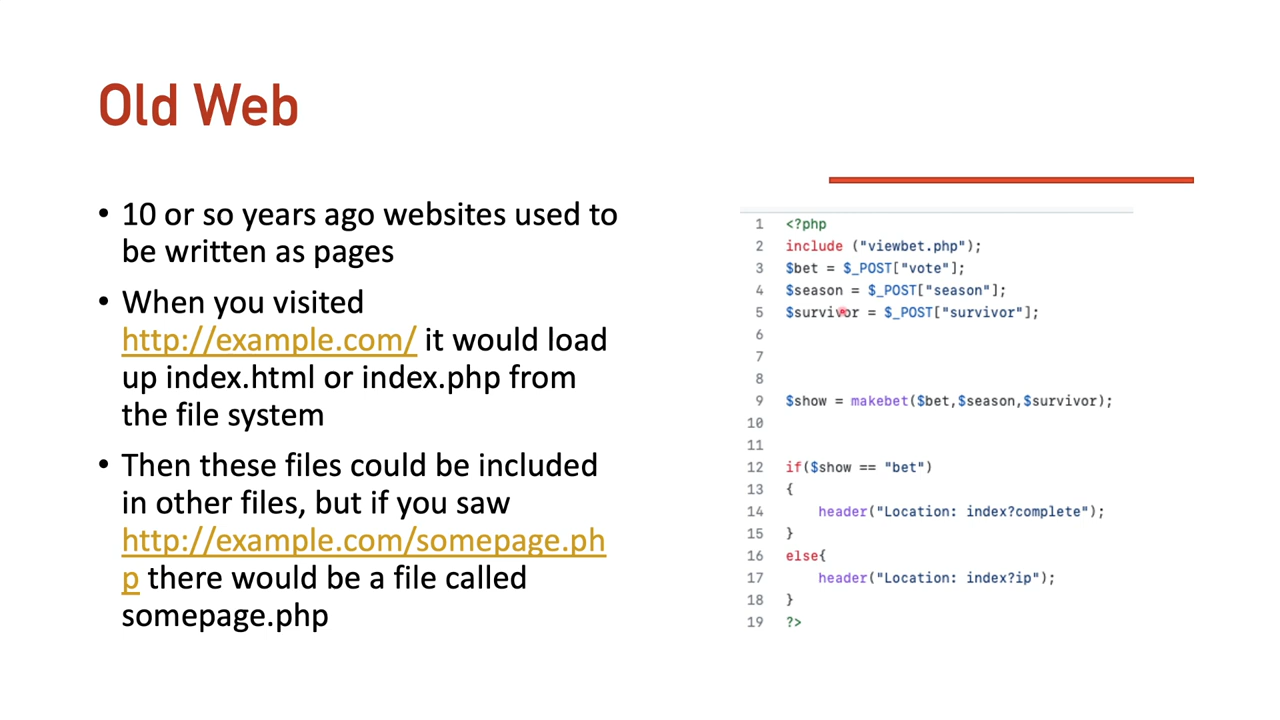 Old Web
• 10 or so years ago websites used to
be written as pages
• When you visited
http://example.com/ it would load
up index.html or index.php from
the file system
• Then these files could be included
in other files, but if you saw
http://example.com/somepage.ph
p there would be a file called
somepage.php
1 <?php
2 include ("viewbet.php");
3 $bet = $_POST["vote"];
4 $season = $_POST["season"];
5 $survivor = $_POST["survivor"];
6
7
8
9 $show = makebet($bet,$season,$survivor);
10
11
12 if($show == "bet")
13 {
14     header("Location: index?complete");
15 }
16 else{
17     header("Location: index?ip");
18 }
19 ?>